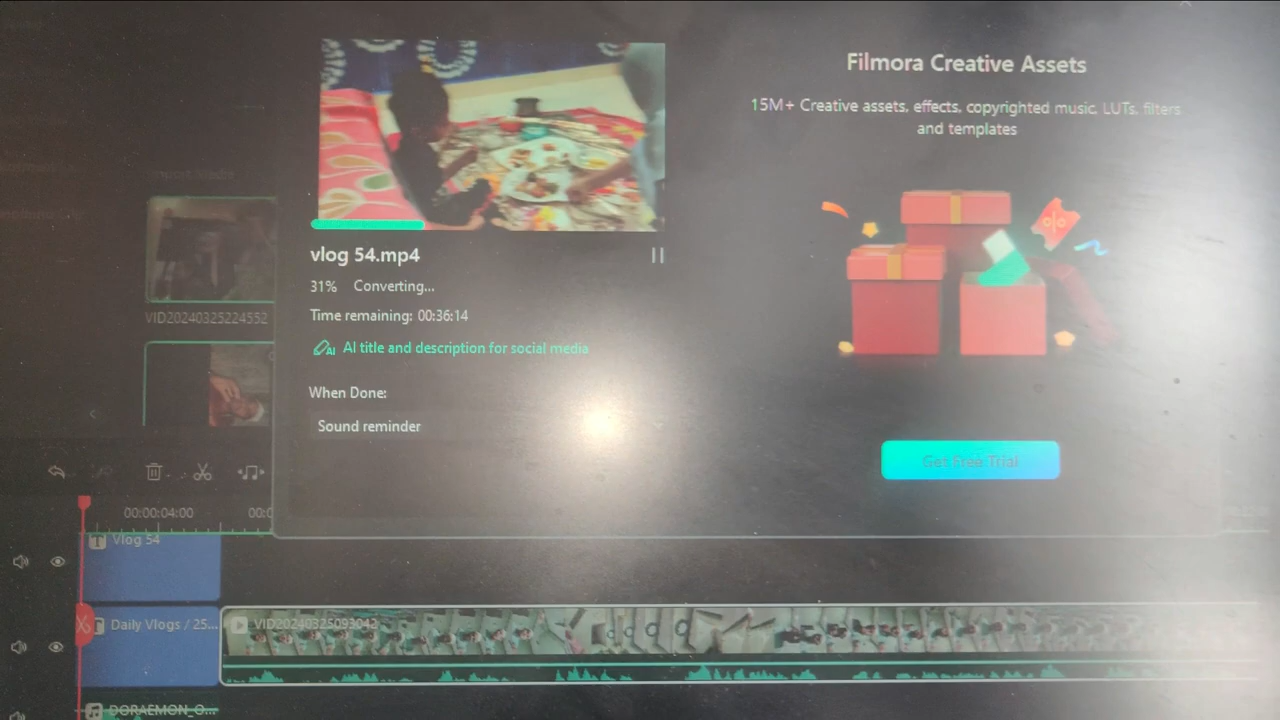 Filmora Creative Assets
15M+ Creative assets, effects, copyrighted music, LUTs, filters
and templates
vlog 54.mp4
31% Converting...
Time remaining: 00:36:14
AI title and description for social media
When Done:
Sound reminder
Get Free Trial
VID20240325224552
00:00:04:00
Vlog 54
Daily Vlogs / 25...
VID20240325093042
DORAEMON_O...